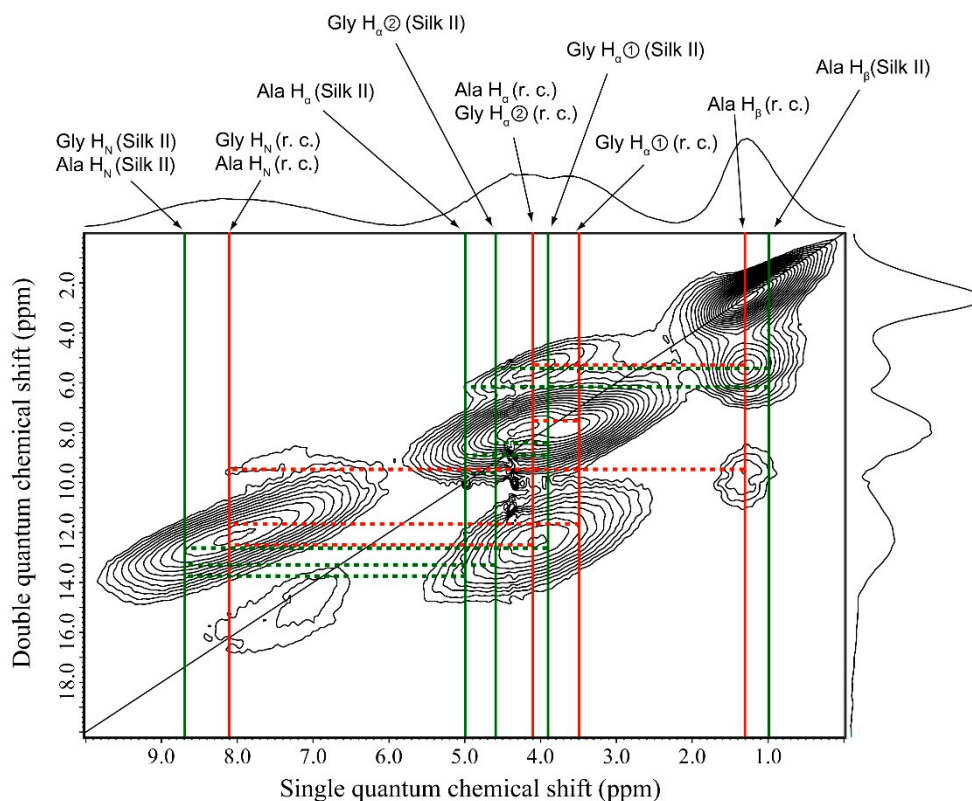 Gly Hα② (Silk II)
Gly Hα① (Silk II)
Ala Hα (Silk II)
Ala Hα (r. c.)
Gly Hα② (r. c.)
Ala Hβ (Silk II)
Ala Hβ (r. c.)
Gly HN (Silk II)
Ala HN (Silk II)
Gly HN (r. c.)
Ala HN (r. c.)
Gly Hα① (r. c.)
Double quantum chemical shift (ppm)
2.0
4.0
6.0
8.0
10.0
12.0
14.0
16.0
18.0
9.0 8.0 7.0 6.0 5.0 4.0 3.0 2.0 1.0
Single quantum chemical shift (ppm)